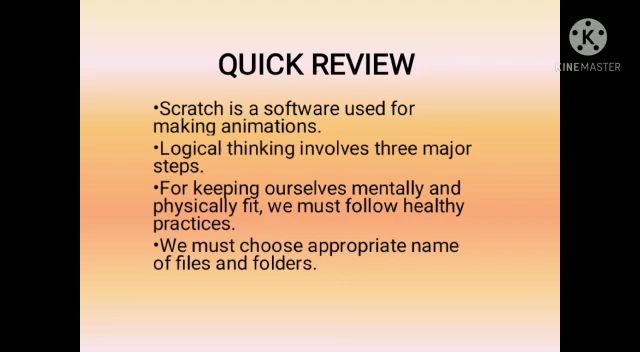 QUICK REVIEW
K
KINEMASTER
•Scratch is a software used for
making animations.
•Logical thinking involves three major
steps.
•For keeping ourselves mentally and
physically fit, we must follow healthy
practices.
•We must choose appropriate name
of files and folders.